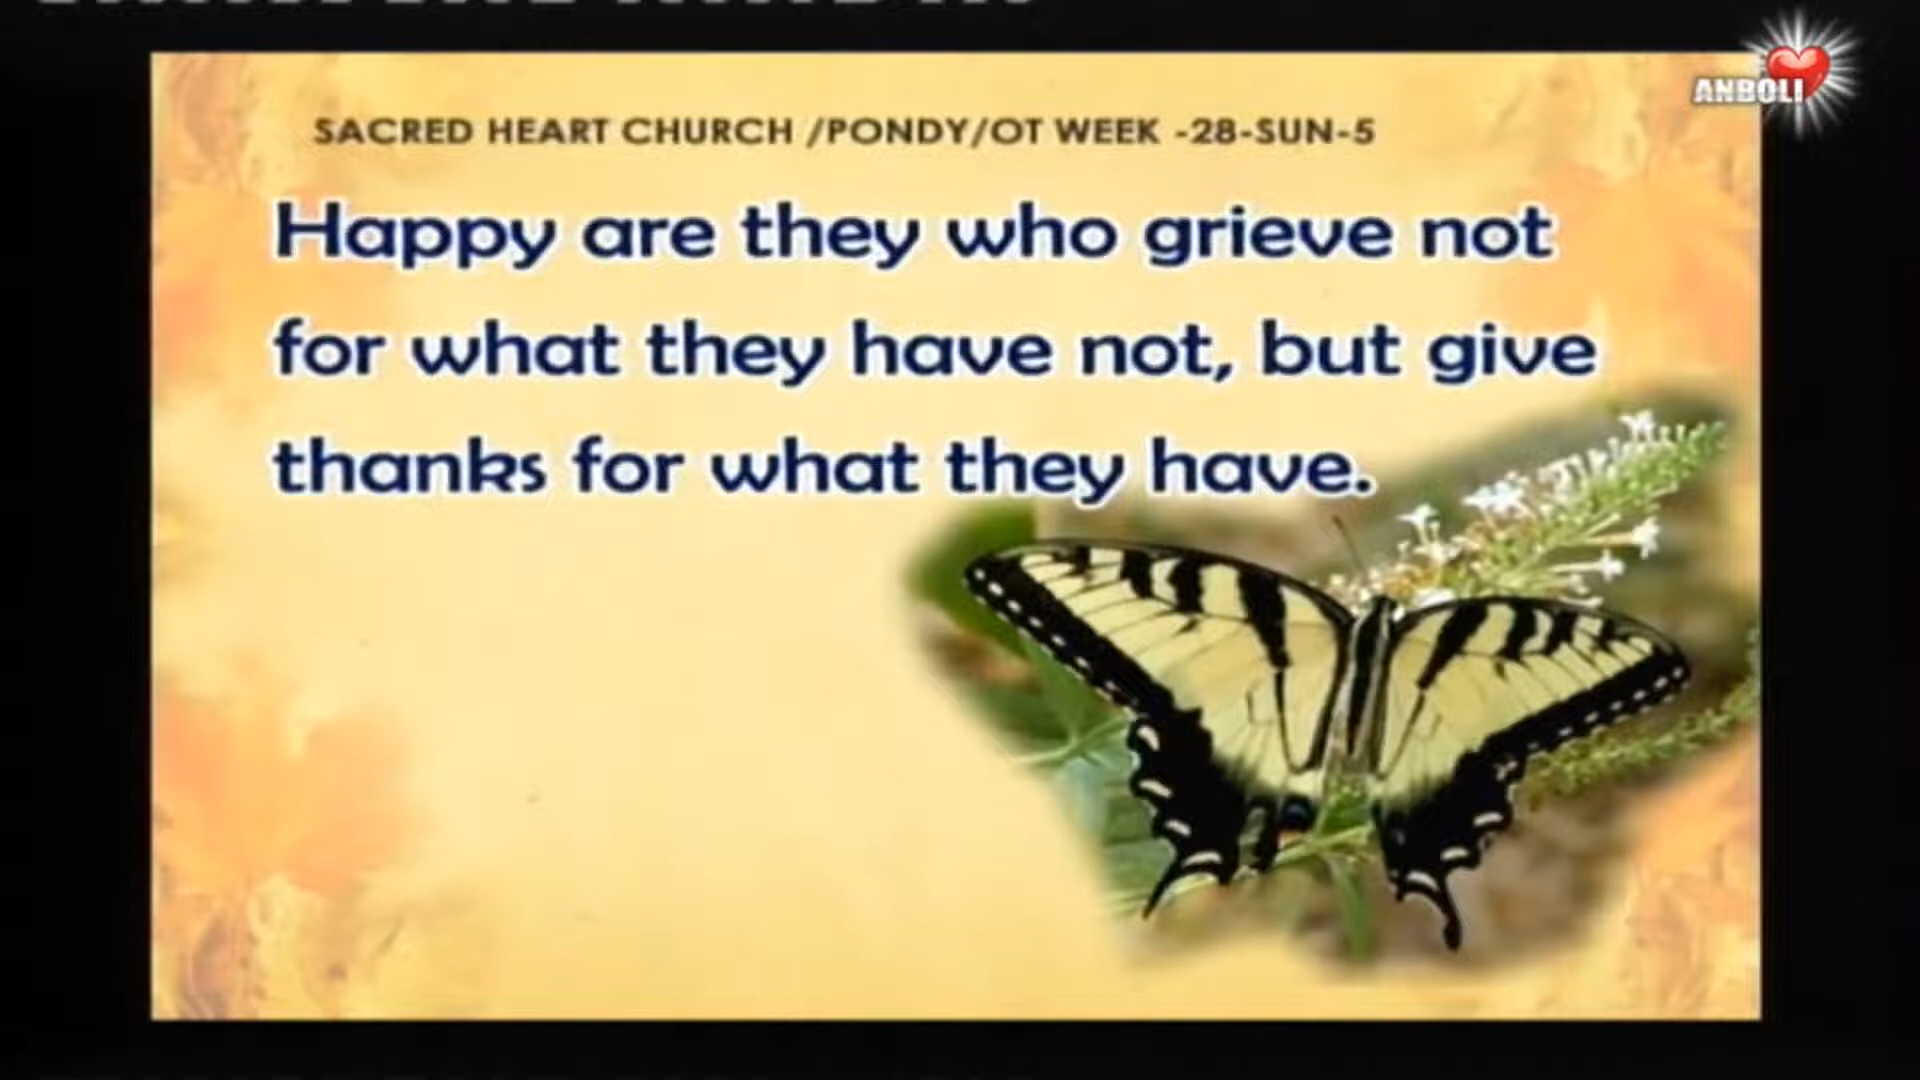 ANBOLI
SACRED HEART CHURCH /PONDY/OT WEEK -28-SUN-5
Happy are they who grieve not
for what they have not, but give
thanks for what they have.